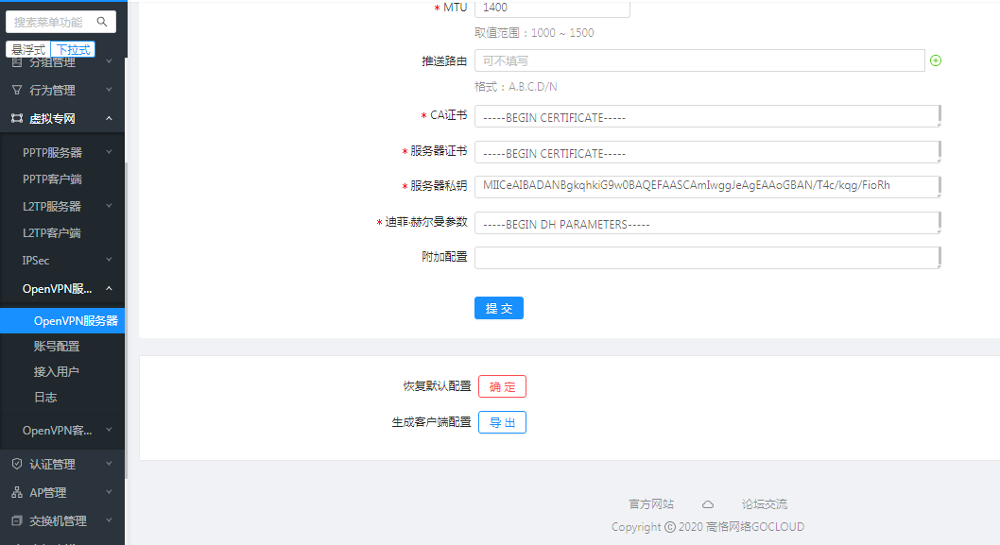 搜索菜单功能
悬浮式 下拉式
分组管理
行为管理
虚拟专网
PPTP服务器
PPTP客户端
L2TP服务器
L2TP客户端
IPSec
OpenVPN服...
OpenVPN服务器
账号配置
接入用户
日志
OpenVPN客...
认证管理
AP管理
交换机管理
* MTU 1400
取值范围：1000 ~ 1500
推送路由 可不填写
格式：A.B.C.D/N
* CA证书 -----BEGIN CERTIFICATE-----
* 服务器证书 -----BEGIN CERTIFICATE-----
* 服务器私钥 MIICeAIBADANBgkqhkiG9w0BAQEFAASCAmIwggJeAgEAAoGBAN/T4c/kqg/FioRh
* 迪菲·赫尔曼参数 -----BEGIN DH PARAMETERS-----
附加配置
提 交
恢复默认配置 确 定
生成客户端配置 导 出
官方网站 论坛交流
Copyright © 2020 高恪网络GOCLOUD